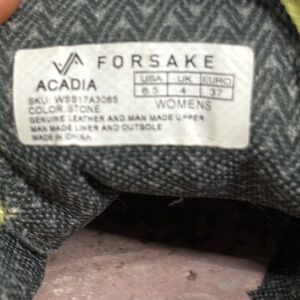 FORSAKE
ACADIA
USA UK EURO
6.5 4 37
SKU: WSS17A3065
COLOR: STONE
WOMENS
GENUINE LEATHER AND MAN MADE UPPER
MAN MADE LINER AND OUTSOLE
MADE IN CHINA